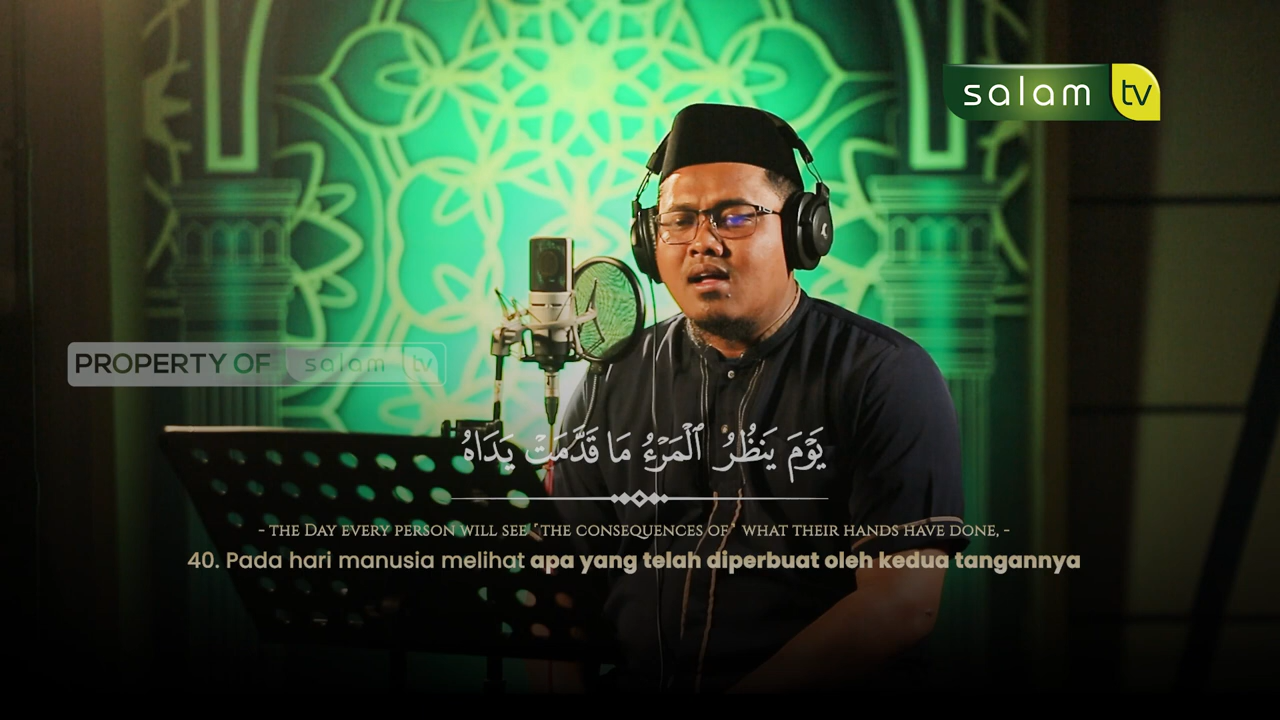 salam tv
PROPERTY OF salam tv
يَوْمَ يَنظُرُ ٱلْمَرْءُ مَا قَدَّمَتْ يَدَاهُ
- THE DAY EVERY PERSON WILL SEE ˹THE CONSEQUENCES OF˺ WHAT THEIR HANDS HAVE DONE, -
40. Pada hari manusia melihat apa yang telah diperbuat oleh kedua tangannya